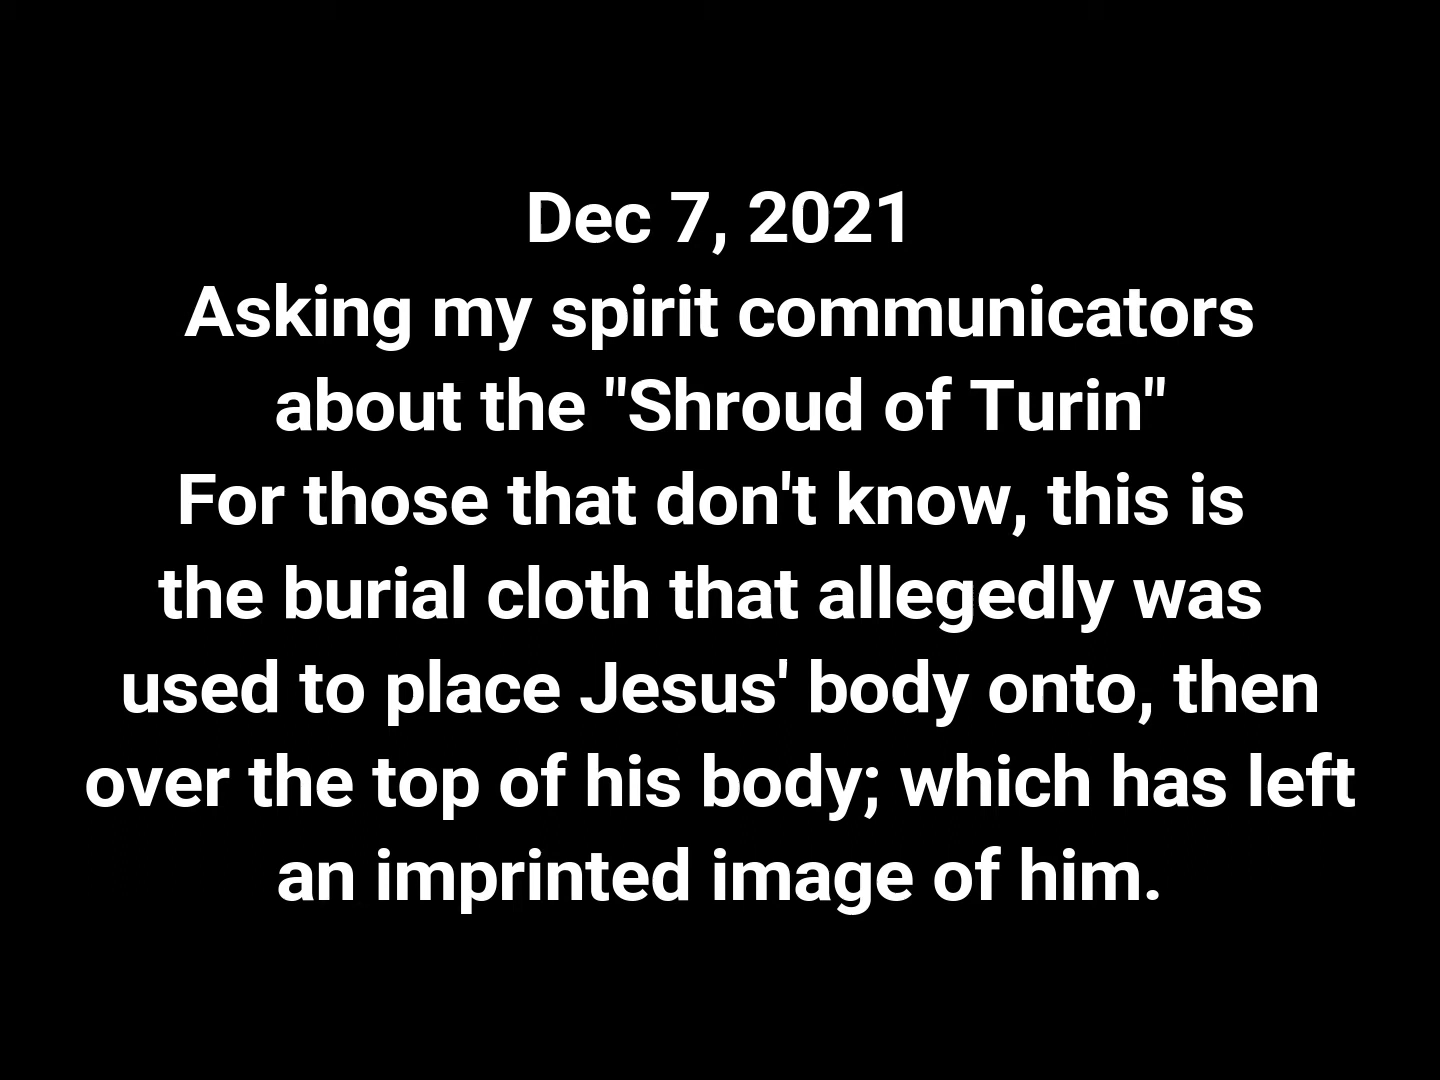 Dec 7, 2021
Asking my spirit communicators
about the "Shroud of Turin"
For those that don't know, this is
the burial cloth that allegedly was
used to place Jesus' body onto, then
over the top of his body; which has left
an imprinted image of him.